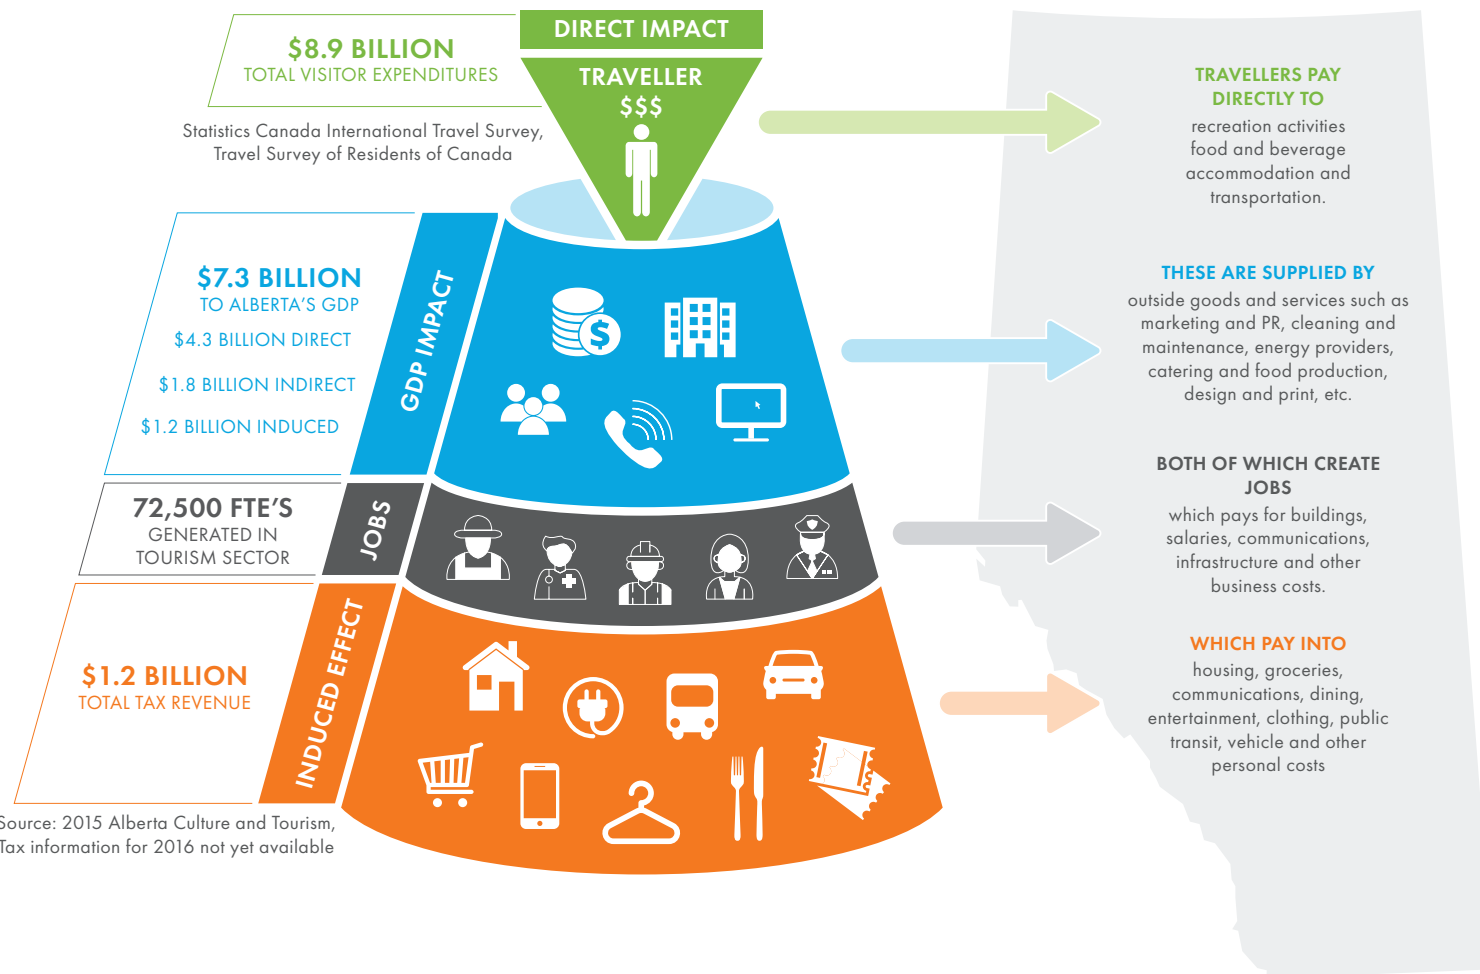 DIRECT IMPACT
$8.9 BILLION
TOTAL VISITOR EXPENDITURES
TRAVELLER
$$$
Statistics Canada International Travel Survey,
Travel Survey of Residents of Canada
TRAVELLERS PAY
DIRECTLY TO
recreation activities
food and beverage
accommodation and
transportation.
$7.3 BILLION
TO ALBERTA'S GDP
$4.3 BILLION DIRECT
$1.8 BILLION INDIRECT
$1.2 BILLION INDUCED
GDP IMPACT
$
THESE ARE SUPPLIED BY
outside goods and services such as
marketing and PR, cleaning and
maintenance, energy providers,
catering and food production,
design and print, etc.
72,500 FTE'S
GENERATED IN
TOURISM SECTOR
JOBS
BOTH OF WHICH CREATE
JOBS
which pays for buildings,
salaries, communications,
infrastructure and other
business costs.
$1.2 BILLION
TOTAL TAX REVENUE
INDUCED EFFECT
WHICH PAY INTO
housing, groceries,
communications, dining,
entertainment, clothing, public
transit, vehicle and other
personal costs
Source: 2015 Alberta Culture and Tourism,
Tax information for 2016 not yet available